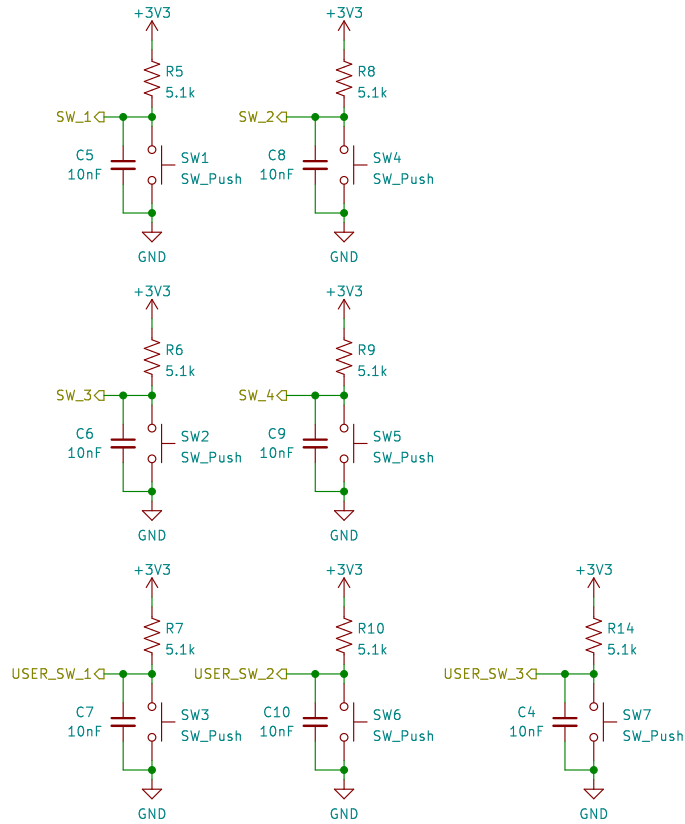 +3V3 +3V3
R5 R8
5.1k 5.1k
SW_1 SW_2
C5 SW1 C8 SW4
10nF SW_Push 10nF SW_Push
GND GND
+3V3 +3V3
R6 R9
5.1k 5.1k
SW_3 SW_4
C6 SW2 C9 SW5
10nF SW_Push 10nF SW_Push
GND GND
+3V3 +3V3 +3V3
R7 R10 R14
5.1k 5.1k 5.1k
USER_SW_1 USER_SW_2 USER_SW_3
C7 SW3 C10 SW6 C4 SW7
10nF SW_Push 10nF SW_Push 10nF SW_Push
GND GND GND